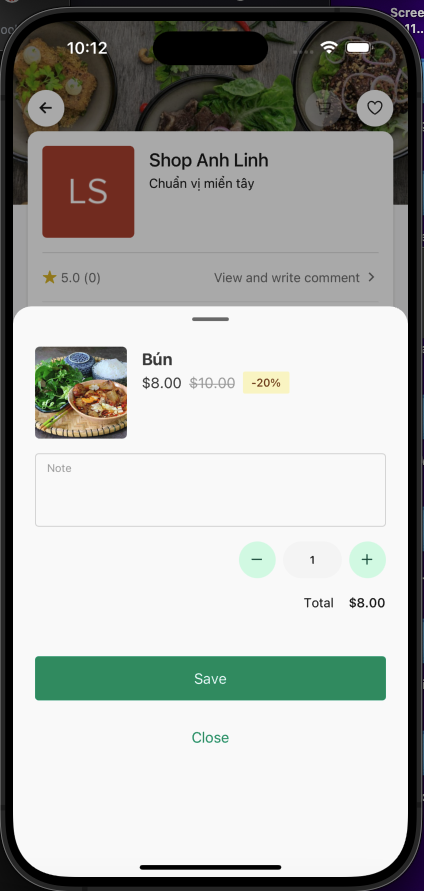 Scree
11...
10:12
LS
Shop Anh Linh
Chuẩn vị miền tây
5.0 (0)
View and write comment
Bún
$8.00 $10.00 -20%
Note
1
Total $8.00
Save
Close